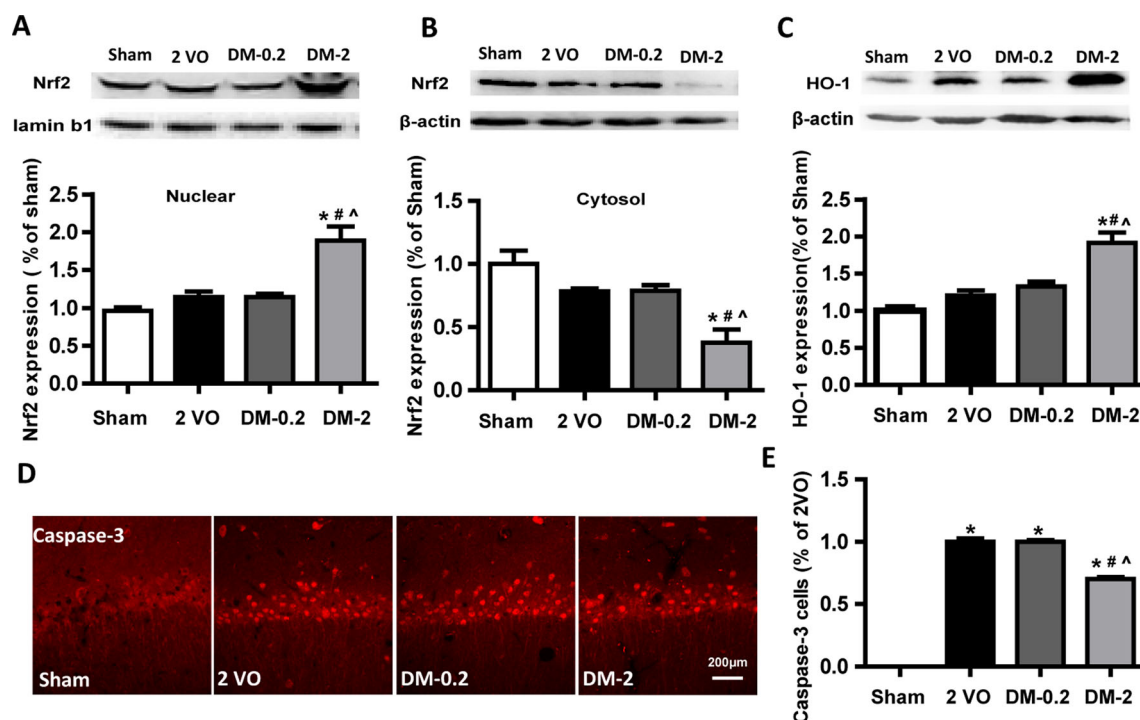 A
Sham 2 VO DM-0.2 DM-2
Nrf2
lamin b1
Nrf2 expression ( % of sham)
Nuclear
2.5
2.0
1.5
1.0
0.5
0.0
* # ^
Sham 2 VO DM-0.2 DM-2
B
Sham 2 VO DM-0.2 DM-2
Nrf2
β-actin
Nrf2 expression (% of Sham)
Cytosol
1.5
1.0
0.5
0.0
* # ^
Sham 2 VO DM-0.2 DM-2
C
Sham 2 VO DM-0.2 DM-2
HO-1
β-actin
HO-1 expression(% of Sham)
2.5
2.0
1.5
1.0
0.5
0.0
*#^
Sham 2 VO DM-0.2 DM-2
D
Caspase-3
Sham
2 VO
DM-0.2
DM-2
200μm
E
Caspase-3 cells (% of 2VO)
1.5
1.0
0.5
0.0
* * * # ^
Sham 2 VO DM-0.2 DM-2